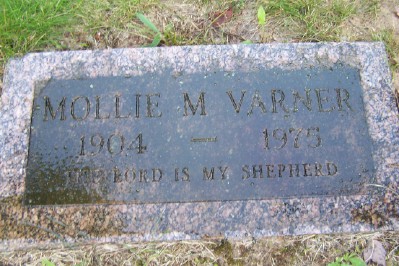 MOLLIE M VARNER
1904 - 1975
THE LORD IS MY SHEPHERD